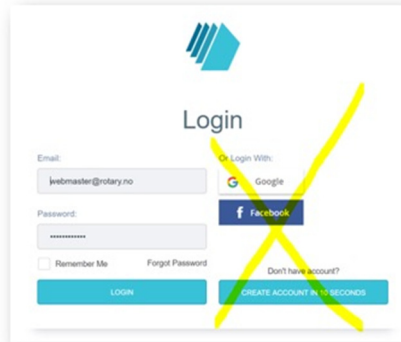 Login
Email:
webmaster@rotary.no
Password:
••••••••••••
Remember Me
Forgot Password
LOGIN
Or Login With:
G Google
f Facebook
Don't have account?
CREATE ACCOUNT IN 10 SECONDS